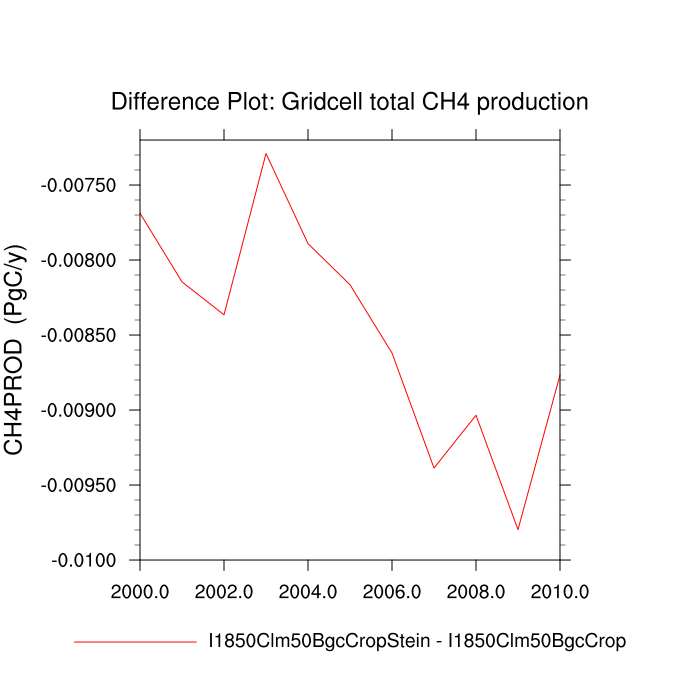 Difference Plot: Gridcell total CH4 production
CH4PROD (PgC/y)
-0.00750
-0.00800
-0.00850
-0.00900
-0.00950
-0.0100
2000.0 2002.0 2004.0 2006.0 2008.0 2010.0
I1850Clm50BgcCropStein - I1850Clm50BgcCrop